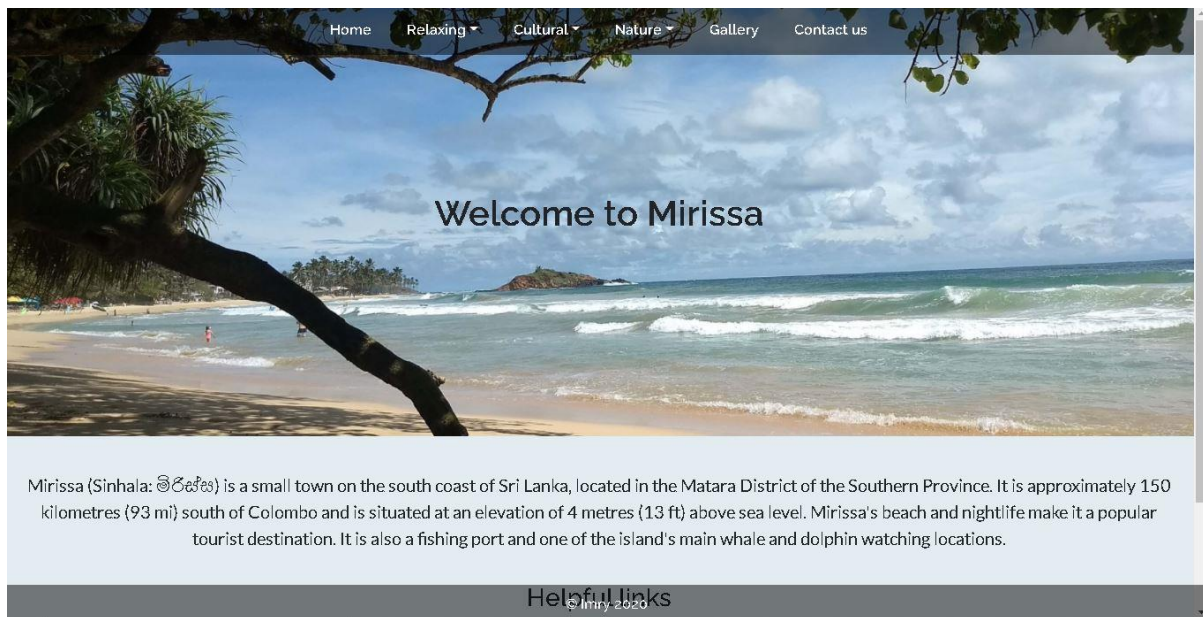 Home Relaxing Cultural Nature Gallery Contact us
Welcome to Mirissa
Mirissa (Sinhala: මිරිස්ස) is a small town on the south coast of Sri Lanka, located in the Matara District of the Southern Province. It is approximately 150
kilometres (93 mi) south of Colombo and is situated at an elevation of 4 metres (13 ft) above sea level. Mirissa's beach and nightlife make it a popular
tourist destination. It is also a fishing port and one of the island's main whale and dolphin watching locations.
Helpful links
© Imry 2020